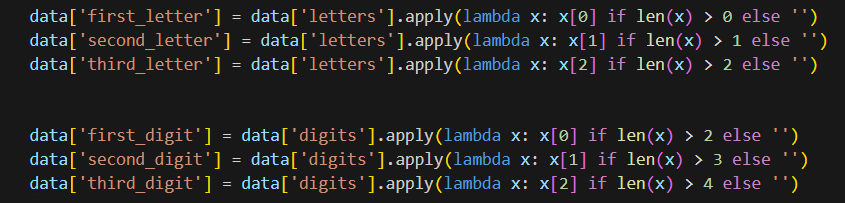 data['first_letter'] = data['letters'].apply(lambda x: x[0] if len(x) > 0 else '')
data['second_letter'] = data['letters'].apply(lambda x: x[1] if len(x) > 1 else '')
data['third_letter'] = data['letters'].apply(lambda x: x[2] if len(x) > 2 else '')
data['first_digit'] = data['digits'].apply(lambda x: x[0] if len(x) > 2 else '')
data['second_digit'] = data['digits'].apply(lambda x: x[1] if len(x) > 3 else '')
data['third_digit'] = data['digits'].apply(lambda x: x[2] if len(x) > 4 else '')